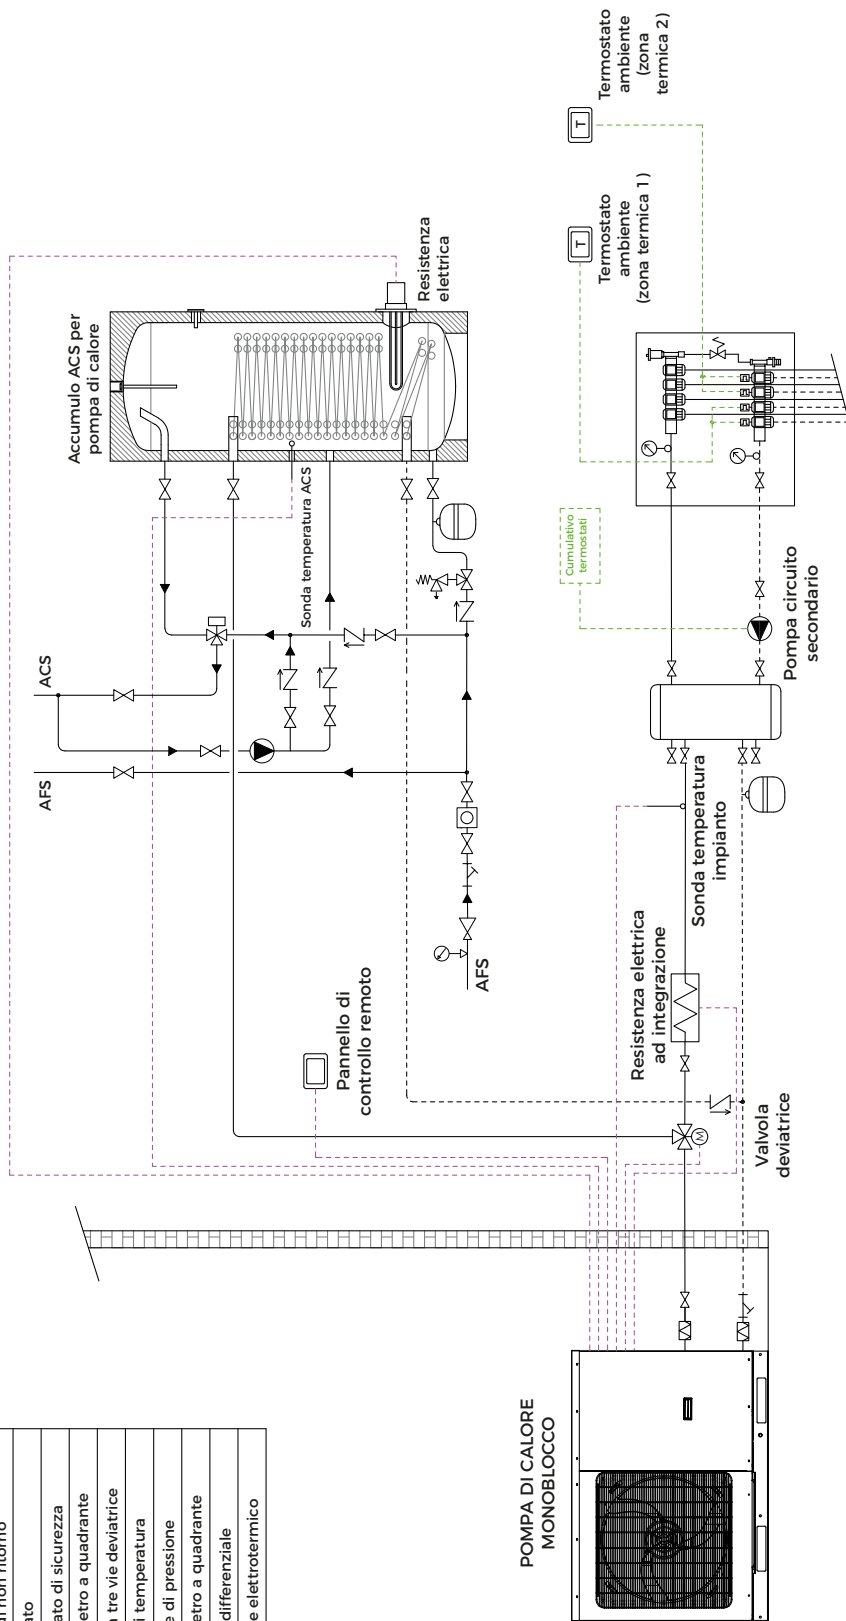 Termostato
ambiente
(zona
termica 2)
T
Termostato
ambiente
(zona termica 1)
T
Resistenza
elettrica
Accumulo ACS per
pompa di calore
Sonda temperatura ACS
Cumulativo
termostati
Pompa circuito
secondario
ACS
AFS
AFS
Sonda temperatura
impianto
Resistenza elettrica
ad integrazione
Pannello di
controllo remoto
M
Valvola
deviatrice
POMPA DI CALORE
MONOBLOCCO
non ritorno
di sicurezza
a quadrante
tre vie deviatrice
temperatura
di pressione
a quadrante
differenziale
elettrotermico